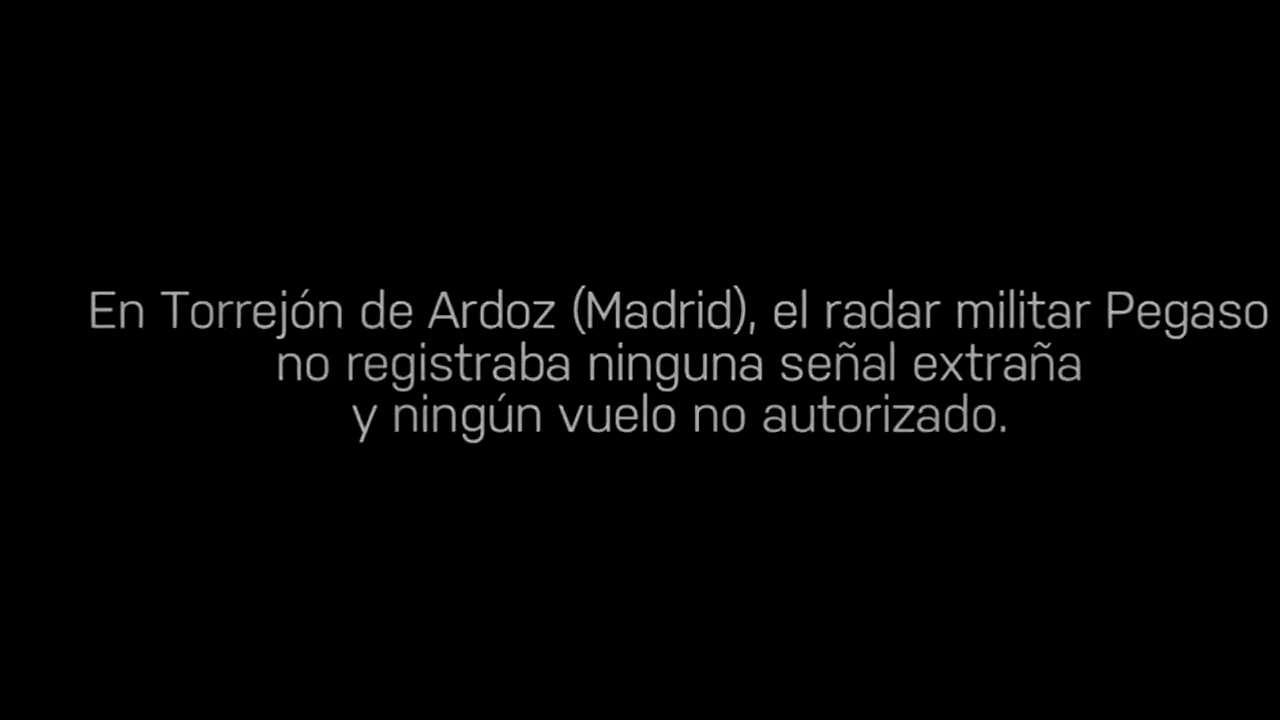 En Torrejón de Ardoz (Madrid), el radar militar Pegaso
no registraba ninguna señal extraña
y ningún vuelo no autorizado.